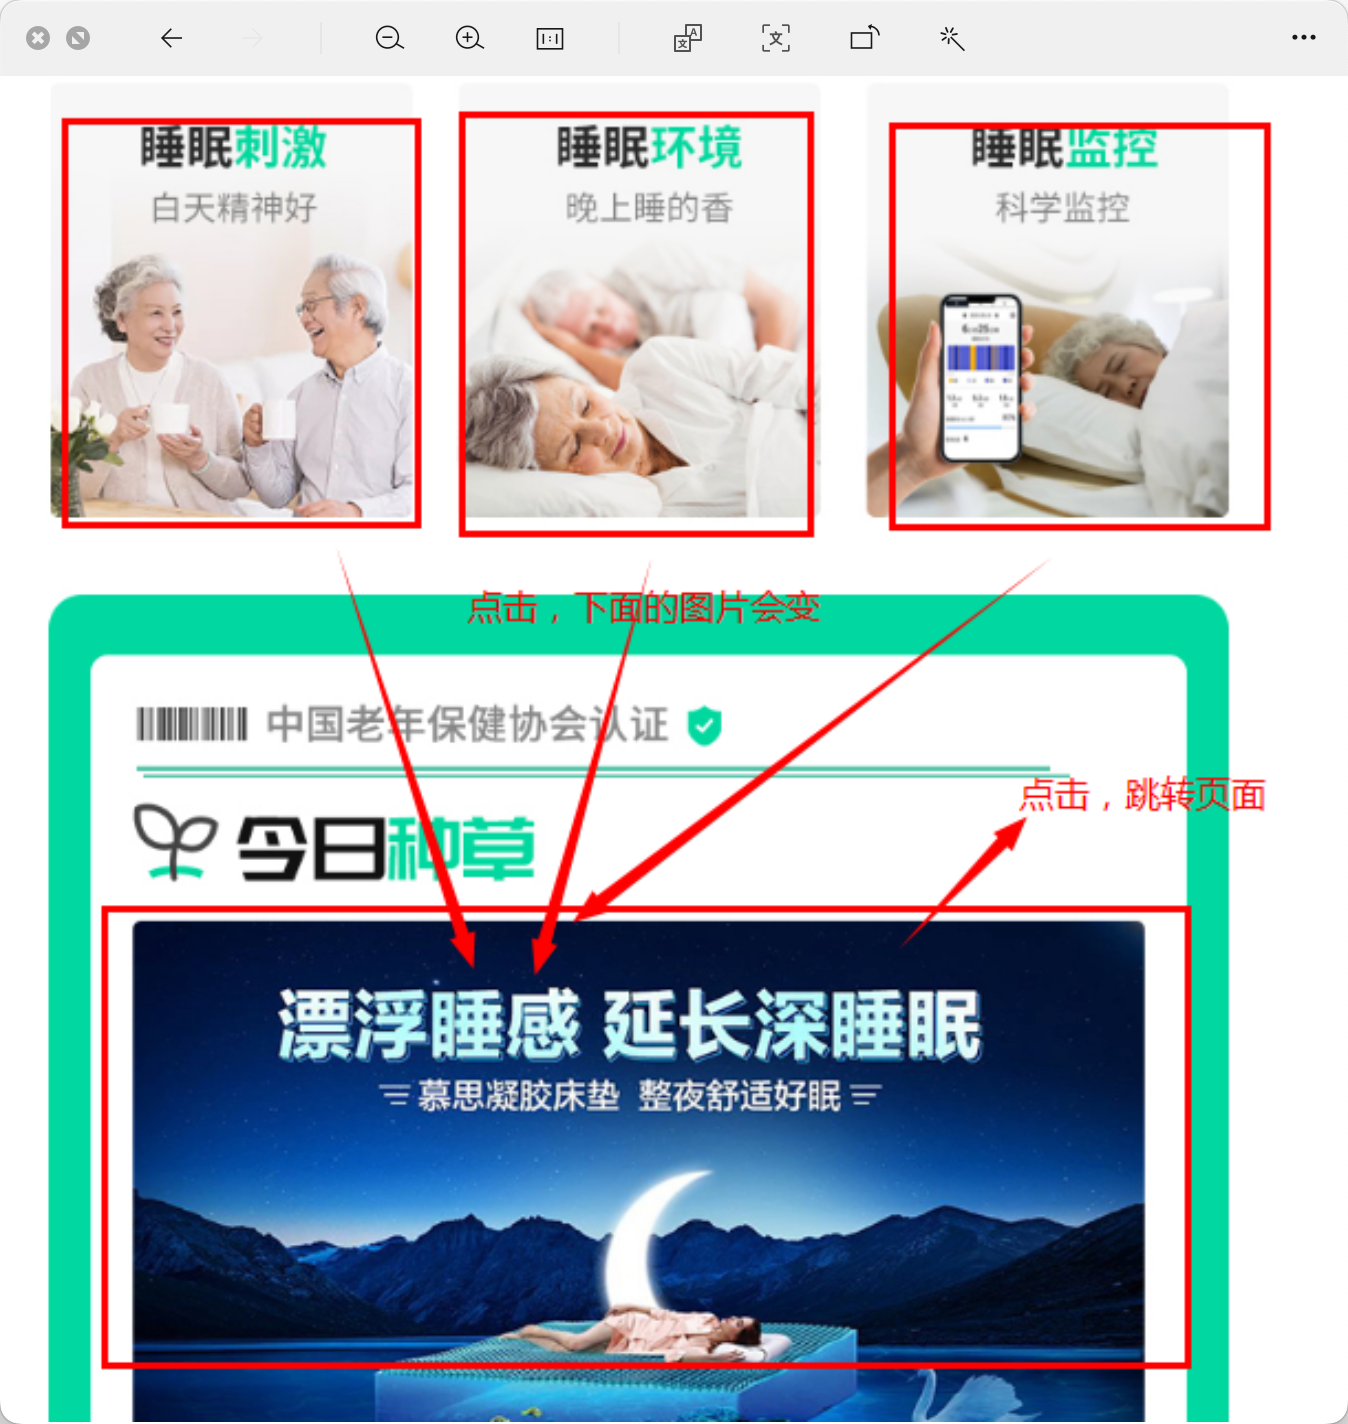 睡眠刺激
白天精神好
睡眠环境
晚上睡的香
睡眠监控
科学监控
点击，下面的图片会变
中国老年保健协会认证
点击，跳转页面
今日种草
漂浮睡感 延长深睡眠
慕思凝胶床垫 整夜舒适好眠